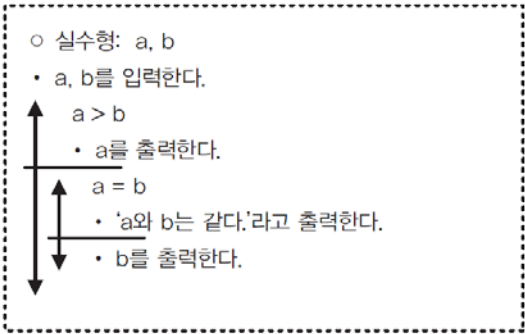 ○ 실수형: a, b
• a, b를 입력한다.
a > b
• a를 출력한다.
a = b
• ‘a와 b는 같다.’라고 출력한다.
• b를 출력한다.